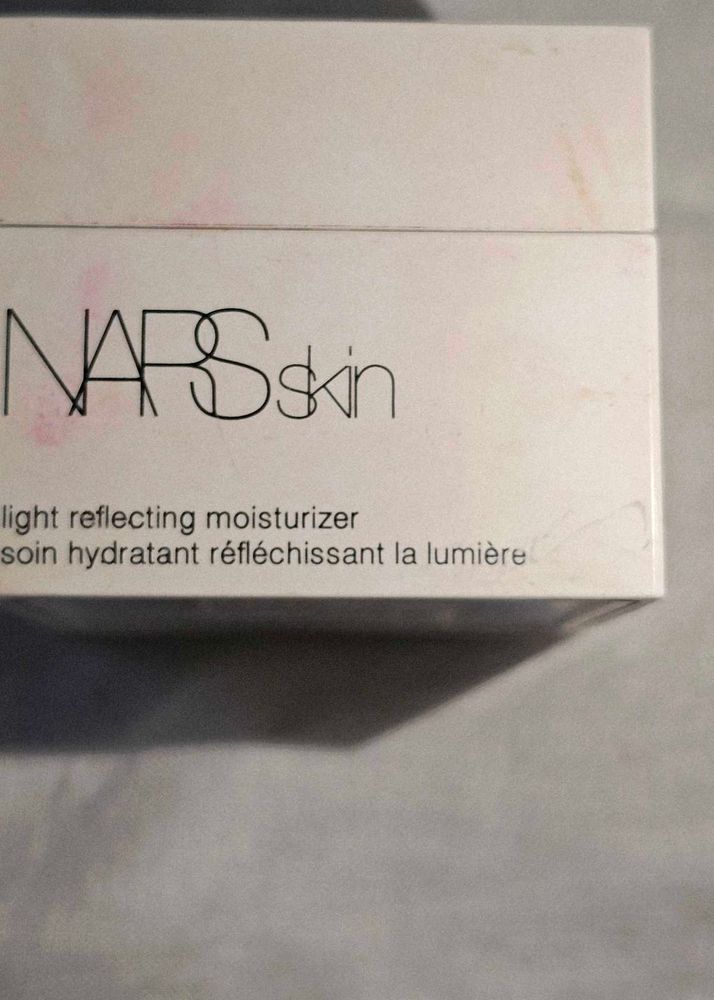 NARSskin
light reflecting moisturizer
soin hydratant réfléchissant la lumière